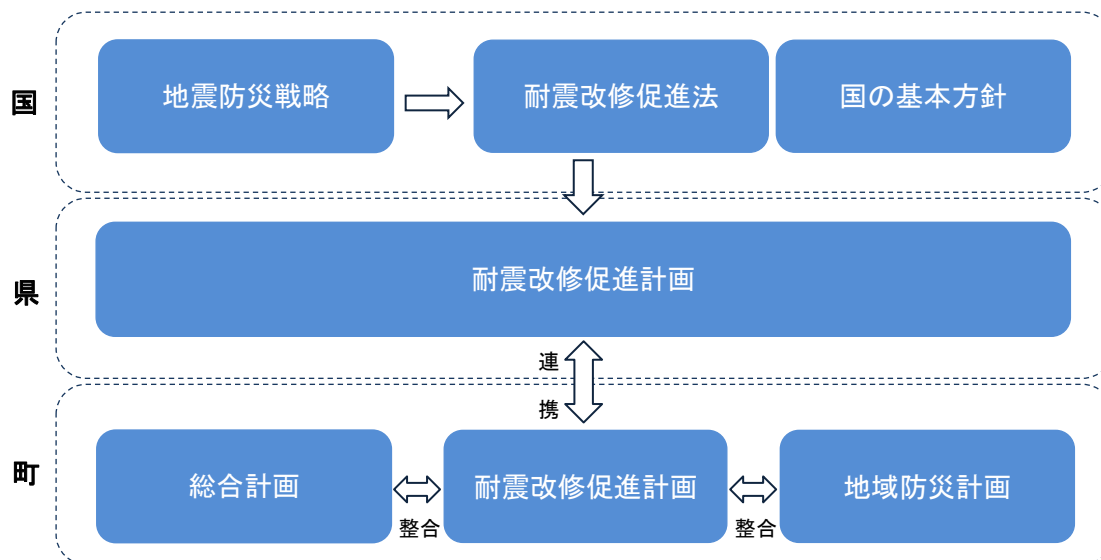 国
地震防災戦略
耐震改修促進法
国の基本方針
県
耐震改修促進計画
連
携
町
総合計画
整合
耐震改修促進計画
整合
地域防災計画